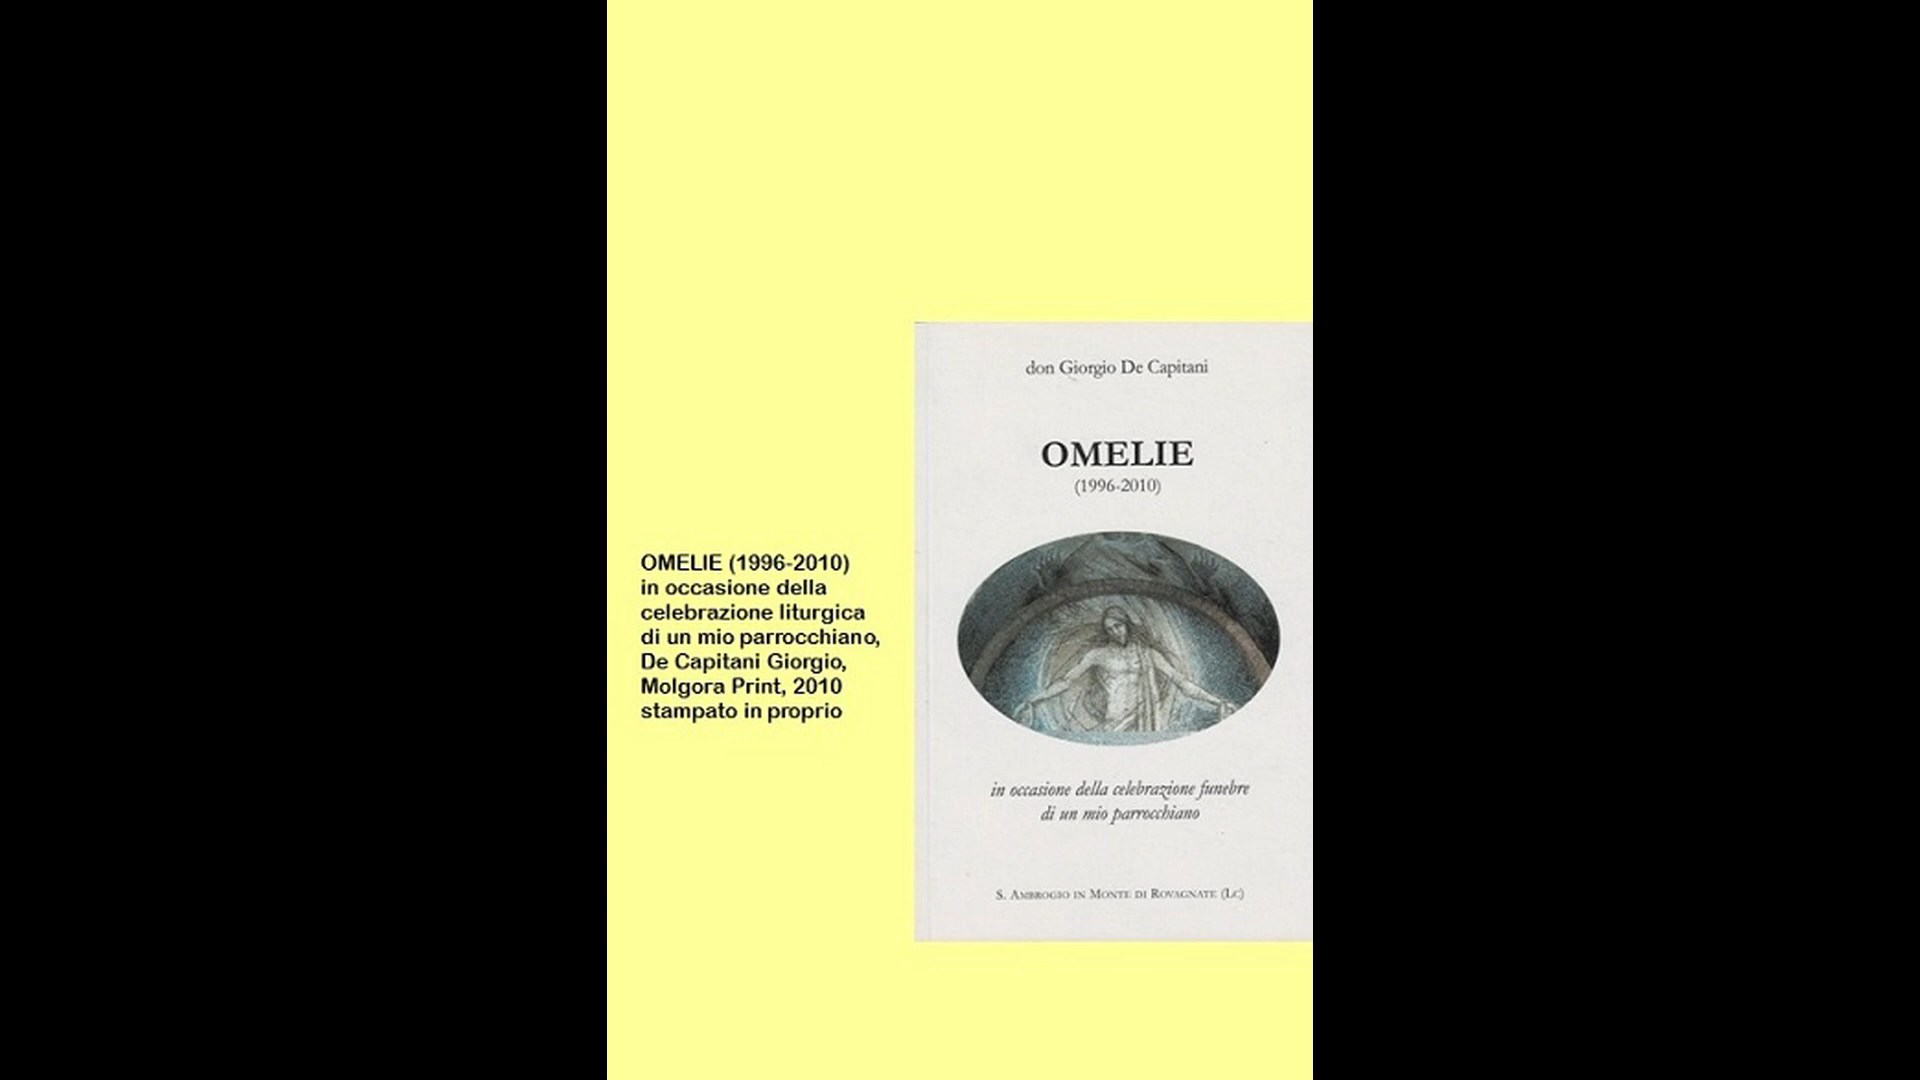 OMELIE (1996-2010)
in occasione della
celebrazione liturgica
di un mio parrocchiano,
De Capitani Giorgio,
Molgora Print, 2010
stampato in proprio
don Giorgio De Capitani
OMELIE
(1996-2010)
in occasione della celebrazione funebre
di un mio parrocchiano
S. Ambrogio in Monte di Rovagnate (Lc)